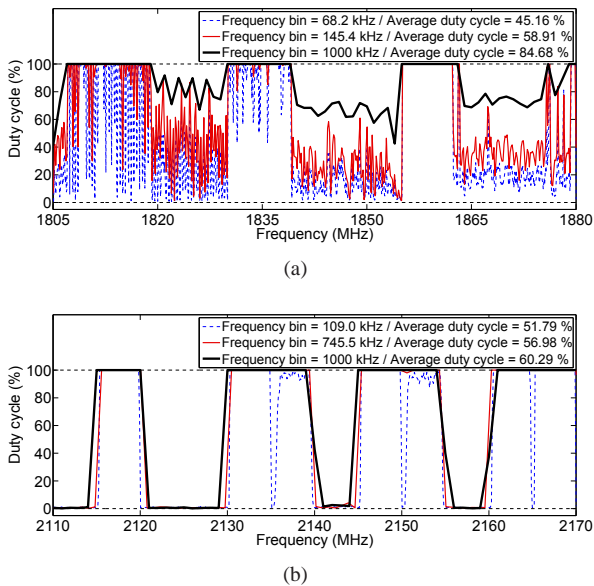 Frequency bin = 68.2 kHz / Average duty cycle = 45.16 %
Frequency bin = 145.4 kHz / Average duty cycle = 58.91 %
Frequency bin = 1000 kHz / Average duty cycle = 84.68 %
Duty cycle (%)
100
80
60
40
20
0
1805 1820 1835 1850 1865 1880
Frequency (MHz)
(a)
Frequency bin = 109.0 kHz / Average duty cycle = 51.79 %
Frequency bin = 745.5 kHz / Average duty cycle = 56.98 %
Frequency bin = 1000 kHz / Average duty cycle = 60.29 %
Duty cycle (%)
100
80
60
40
20
0
2110 2120 2130 2140 2150 2160 2170
Frequency (MHz)
(b)